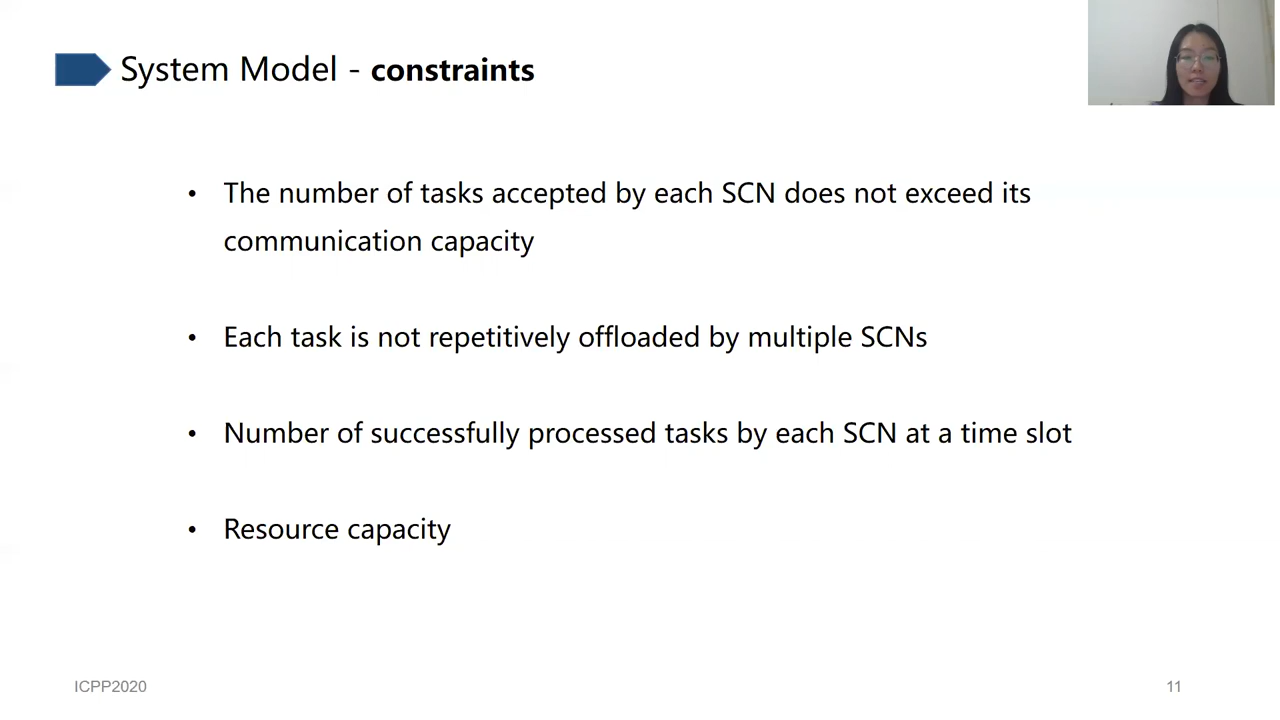 System Model - constraints
• The number of tasks accepted by each SCN does not exceed its
communication capacity
• Each task is not repetitively offloaded by multiple SCNs
• Number of successfully processed tasks by each SCN at a time slot
• Resource capacity
ICPP2020
11